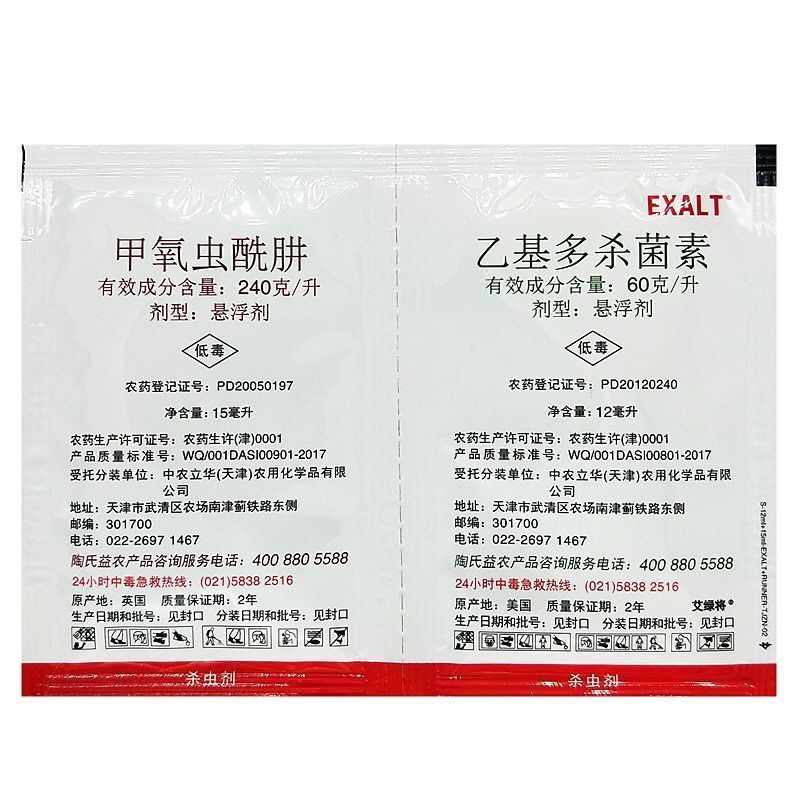 甲氧虫酰肼
有效成分含量：240克/升
剂型：悬浮剂
低毒
农药登记证号：PD20050197
净含量：15毫升
农药生产许可证号：农药生许(津)0001
产品质量标准号：WQ/001DASI00901-2017
受托分装单位：中农立华(天津)农用化学品有限
公司
地址：天津市武清区农场南津蓟铁路东侧
邮编：301700
电话：022-2697 1467
陶氏益农产品咨询服务电话：400 880 5588
24小时中毒急救热线：(021)5838 2516
原产地：英国 质量保证期：2年
生产日期和批号：见封口 分装日期和批号：见封口
杀虫剂
EXALT®
乙基多杀菌素
有效成分含量：60克/升
剂型：悬浮剂
低毒
农药登记证号：PD20120240
净含量：12毫升
农药生产许可证号：农药生许(津)0001
产品质量标准号：WQ/001DASI00801-2017
受托分装单位：中农立华(天津)农用化学品有限
公司
地址：天津市武清区农场南津蓟铁路东侧
邮编：301700
电话：022-2697 1467
陶氏益农产品咨询服务电话：400 880 5588
24小时中毒急救热线：(021)5838 2516
原产地：美国 质量保证期：2年 艾绿将®
生产日期和批号：见封口 分装日期和批号：见封口
杀虫剂
S-12ml+15ml-EXALT+RUNNER-TJZN-02